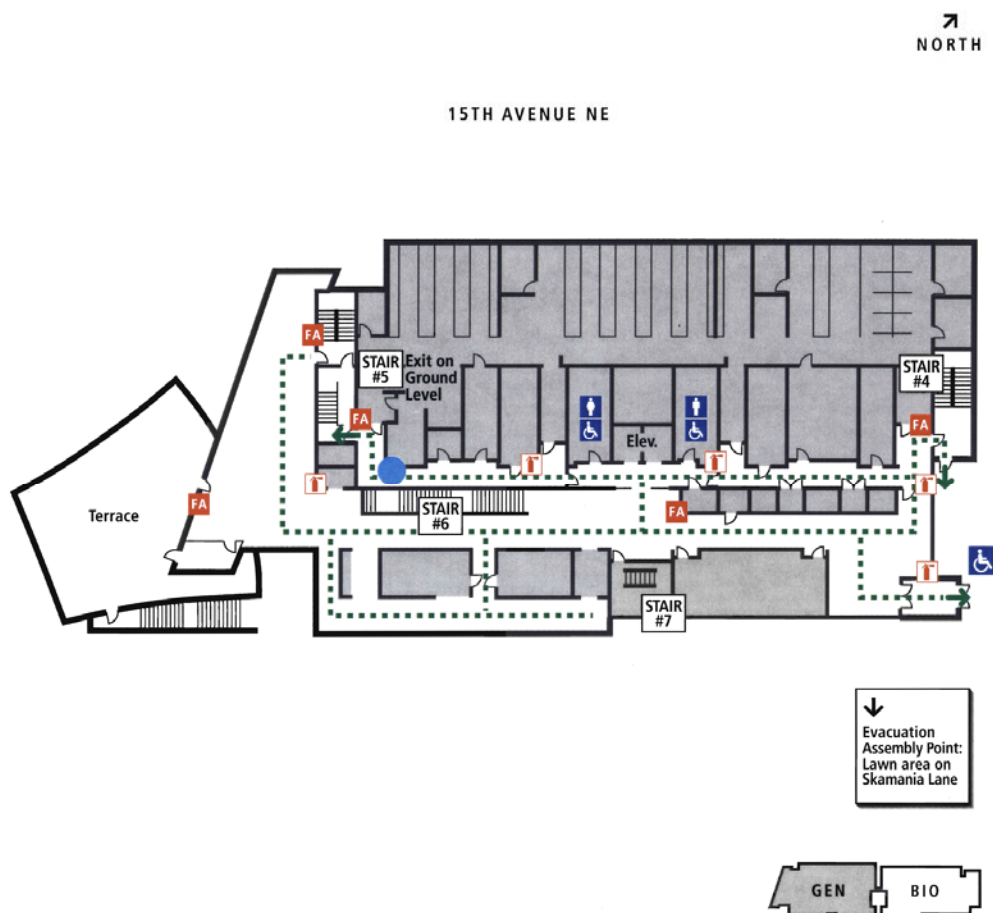 NORTH
15TH AVENUE NE
FA
STAIR
#5
Exit on
Ground
Level
STAIR
#4
FA
FA
Elev.
FA
Terrace
STAIR
#6
FA
STAIR
#7
Evacuation
Assembly Point:
Lawn area on
Skamania Lane
GEN
BIO